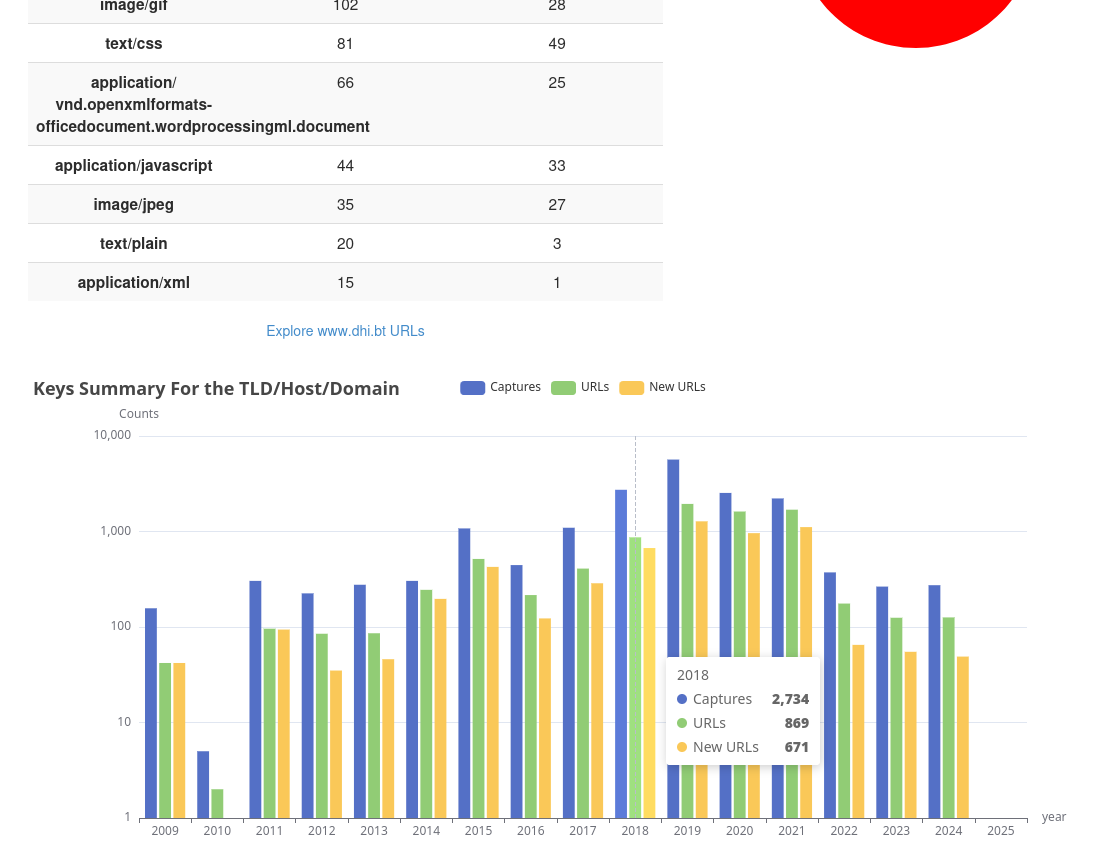 image/gif 102 28
text/css 81 49
application/ 66 25
vnd.openxmlformats-
officedocument.wordprocessingml.document
application/javascript 44 33
image/jpeg 35 27
text/plain 20 3
application/xml 15 1
Explore www.dhi.bt URLs
Keys Summary For the TLD/Host/Domain
Captures URLs New URLs
Counts
10,000
1,000
100
10
1
2018
Captures 2,734
URLs 869
New URLs 671
2009 2010 2011 2012 2013 2014 2015 2016 2017 2018 2019 2020 2021 2022 2023 2024 2025
year